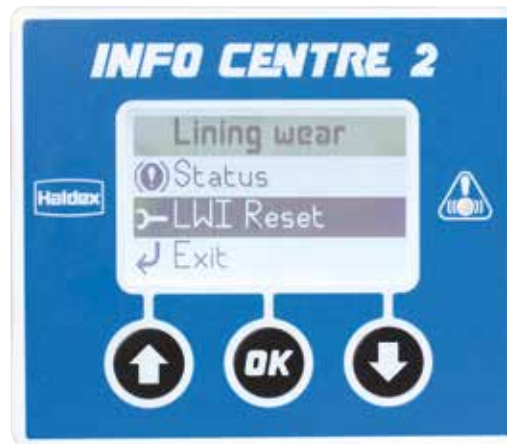 INFO CENTRE 2
Lining wear
Status
Haldex
LWI Reset
Exit
OK